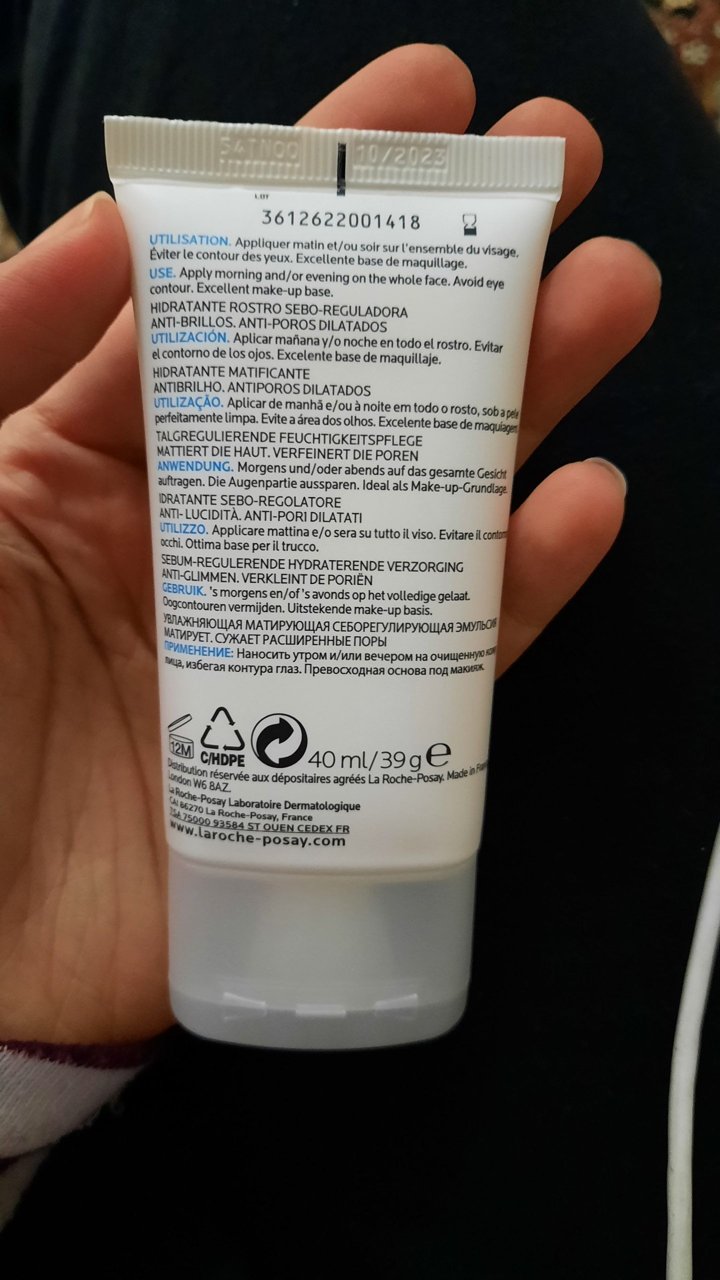 54TN00 10/2023
LOT
3612622001418
UTILISATION. Appliquer matin et/ou soir sur l'ensemble du visage.
Éviter le contour des yeux. Excellente base de maquillage.
USE. Apply morning and/or evening on the whole face. Avoid eye
contour. Excellent make-up base.
HIDRATANTE ROSTRO SEBO-REGULADORA
ANTI-BRILLOS. ANTI-POROS DILATADOS
UTILIZACIÓN. Aplicar mañana y/o noche en todo el rostro. Evitar
el contorno de los ojos. Excelente base de maquillaje.
HIDRATANTE MATIFICANTE
ANTIBRILHO. ANTIPOROS DILATADOS
UTILIZAÇÃO. Aplicar de manhã e/ou à noite em todo o rosto, sob a pele
perfeitamente limpa. Evite a área dos olhos. Excelente base de maquiagem
TALGREGULIERENDE FEUCHTIGKEITSPFLEGE
MATTIERT DIE HAUT. VERFEINERT DIE POREN
ANWENDUNG. Morgens und/oder abends auf das gesamte Gesicht
auftragen. Die Augenpartie aussparen. Ideal als Make-up-Grundlage.
IDRATANTE SEBO-REGOLATORE
ANTI- LUCIDITÀ. ANTI-PORI DILATATI
UTILIZZO. Applicare mattina e/o sera su tutto il viso. Evitare il
occhi. Ottima base per il trucco.
SEBUM-REGULERENDE HYDRATERENDE VERZORGING
ANTI-GLIMMEN. VERKLEINT DE PORIËN
GEBRUIK. 's morgens en/of 's avonds op het volledige gelaat.
Oogcontouren vermijden. Uitstekende make-up basis.
УВЛАЖНЯЮЩАЯ МАТИРУЮЩАЯ СЕБОРЕГУЛИРУЮЩАЯ ЭМУЛЬСИЯ
МАТИРУЕТ. СУЖАЕТ РАСШИРЕННЫЕ ПОРЫ
ПРИМЕНЕНИЕ: Наносить утром и/или вечером на очищенную
лица, избегая контура глаз. Превосходная основа под макияж.
12M C/HDPE 40 ml/39 g e
Distribution réservée aux dépositaires agréés La Roche-Posay. Made in
London W6 8AZ.
La Roche-Posay Laboratoire Dermatologique
CAI 86270 La Roche-Posay, France
TSA 75000 93584 ST OUEN CEDEX FR
www.laroche-posay.com